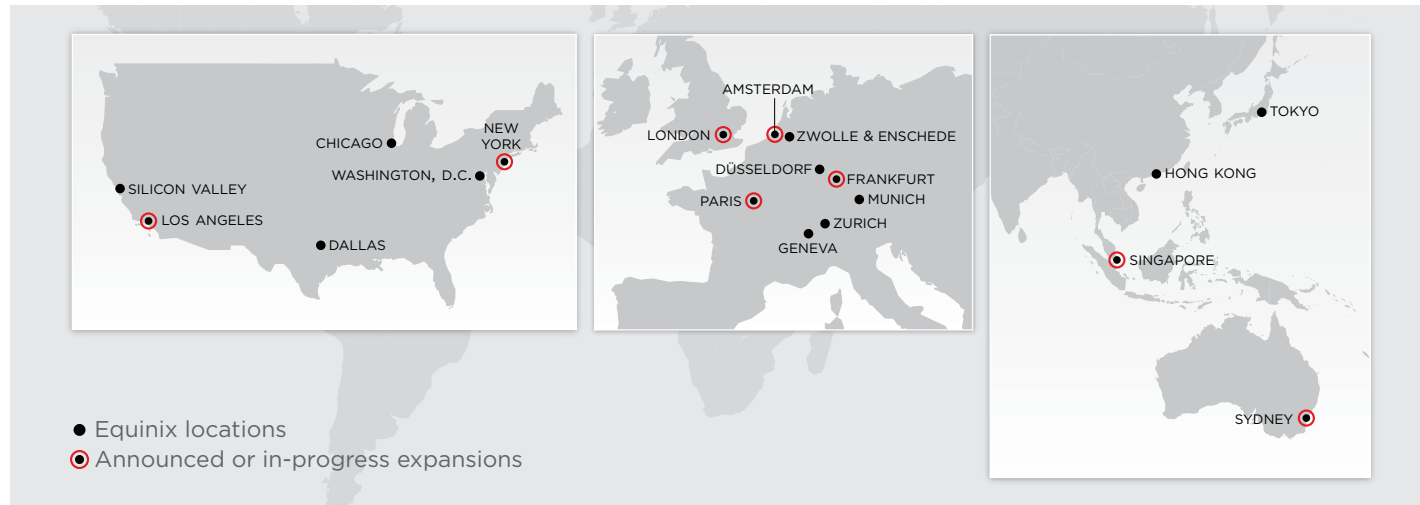 CHICAGO
NEW
YORK
WASHINGTON, D.C.
SILICON VALLEY
LOS ANGELES
DALLAS
AMSTERDAM
LONDON
ZWOLLE & ENSCHEDE
DÜSSELDORF
FRANKFURT
PARIS
MUNICH
ZURICH
GENEVA
TOKYO
HONG KONG
SINGAPORE
SYDNEY
Equinix locations
Announced or in-progress expansions